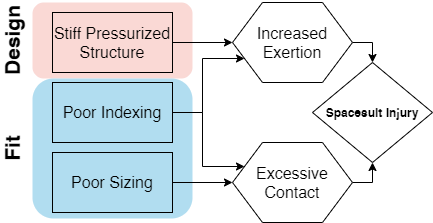 Design
Stiff Pressurized
Structure
Increased
Exertion
Fit
Poor Indexing
Spacesuit Injury
Poor Sizing
Excessive
Contact